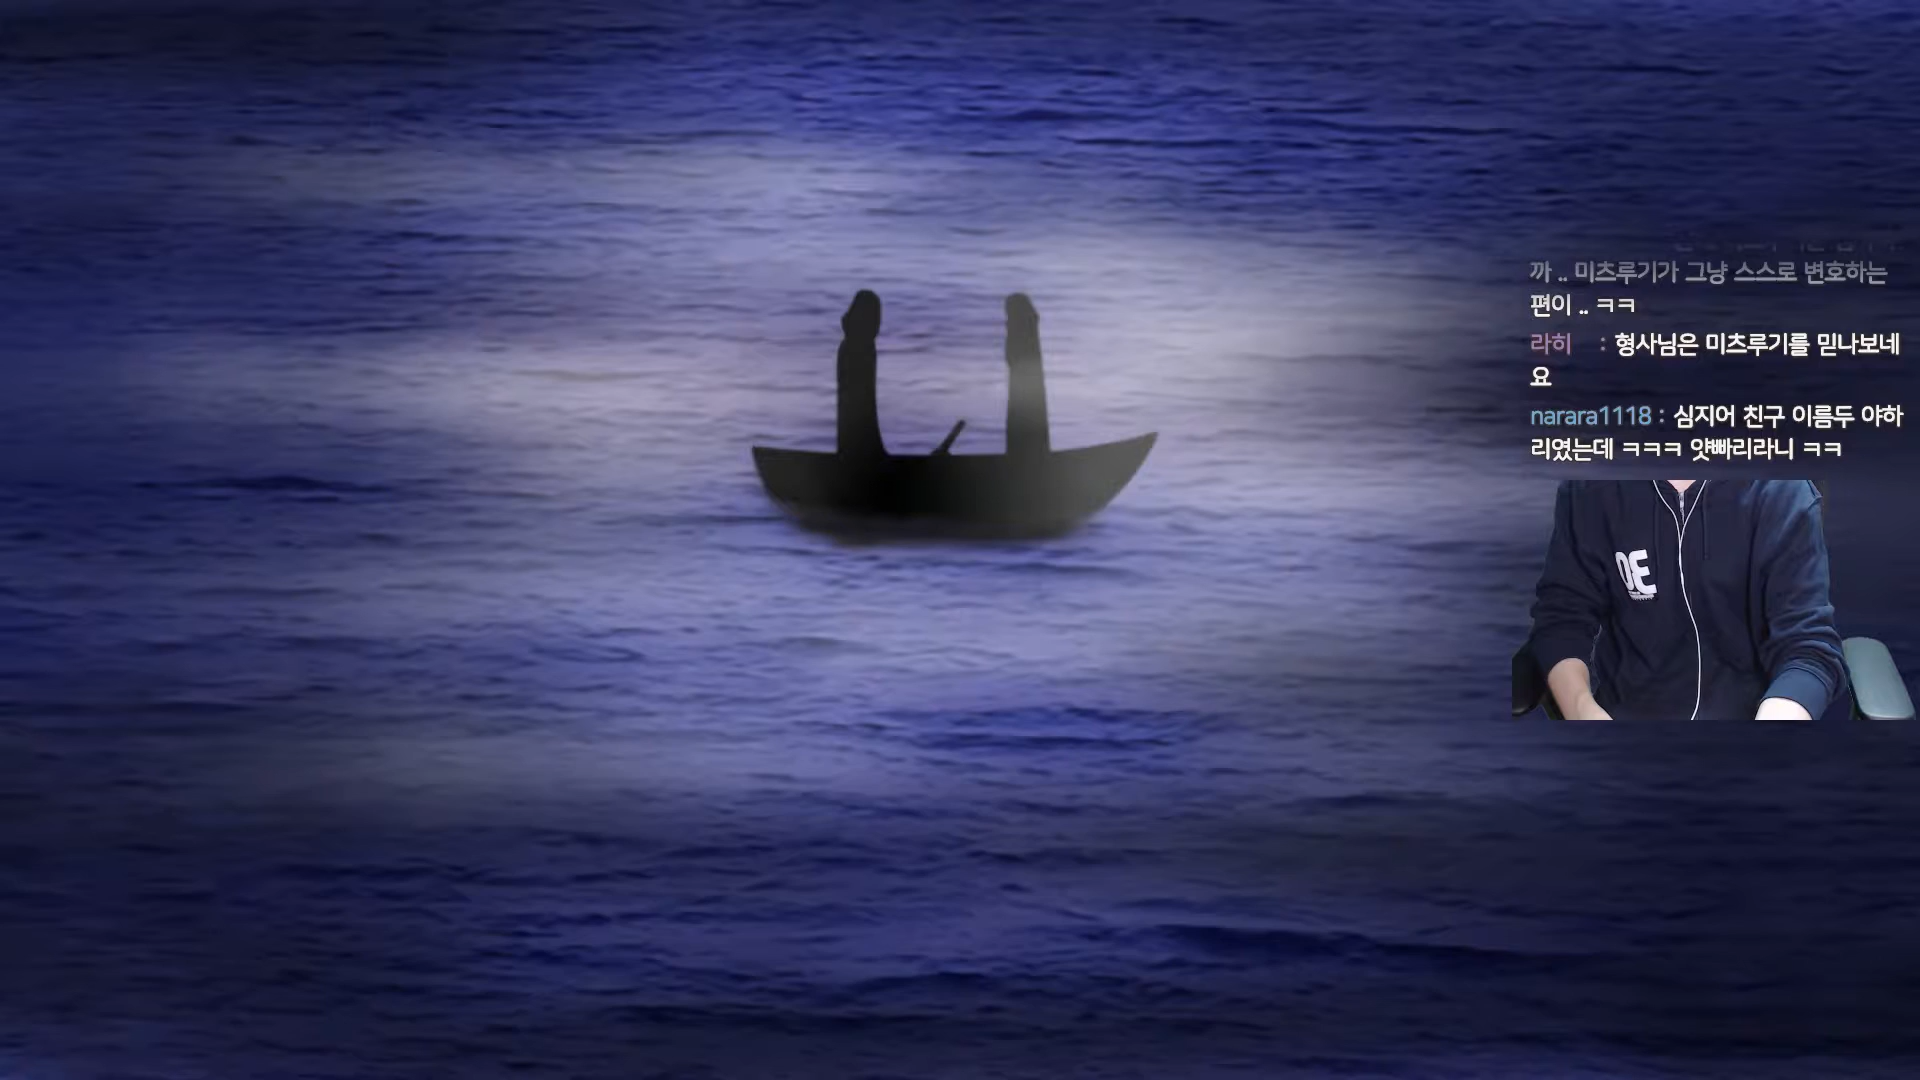 까 .. 미츠루기가 그냥 스스로 변호하는
편이 .. ㅋㅋ
라히 : 형사님은 미츠루기를 믿나보네
요
narara1118 : 심지어 친구 이름두 야하
리였는데 ㅋㅋㅋ 얏빠리라니 ㅋㅋ